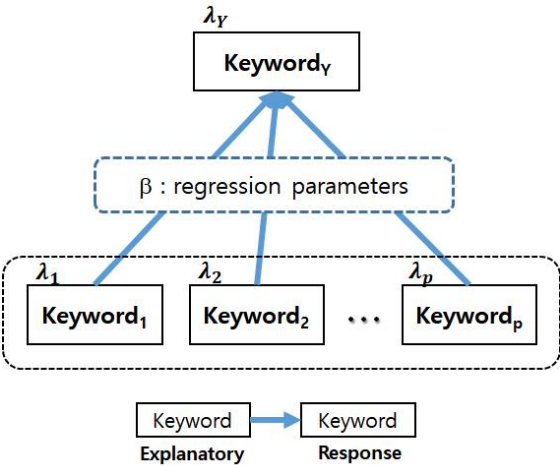 λY
KeywordY
β : regression parameters
λ1 λ2 λp
Keyword1 Keyword2 ... Keywordp
Keyword Keyword
Explanatory Response